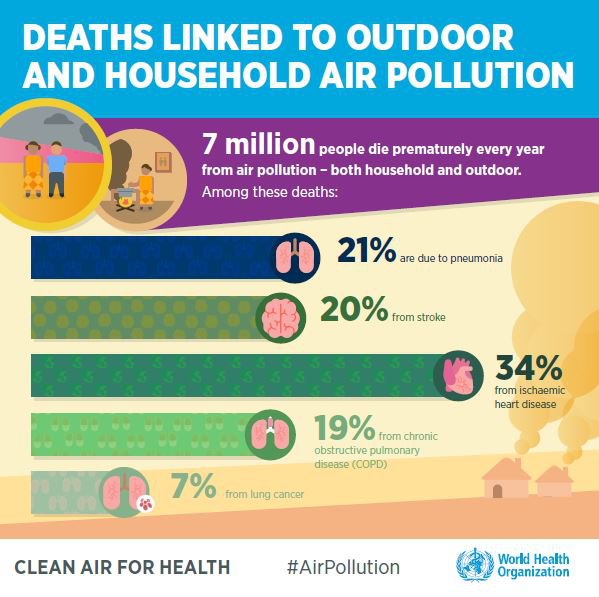 DEATHS LINKED TO OUTDOOR
AND HOUSEHOLD AIR POLLUTION
7 million people die prematurely every year
from air pollution – both household and outdoor.
Among these deaths:
21% are due to pneumonia
20% from stroke
34%
from ischaemic
heart disease
19% from chronic
obstructive pulmonary
disease (COPD)
7% from lung cancer
CLEAN AIR FOR HEALTH
#AirPollution
World Health
Organization